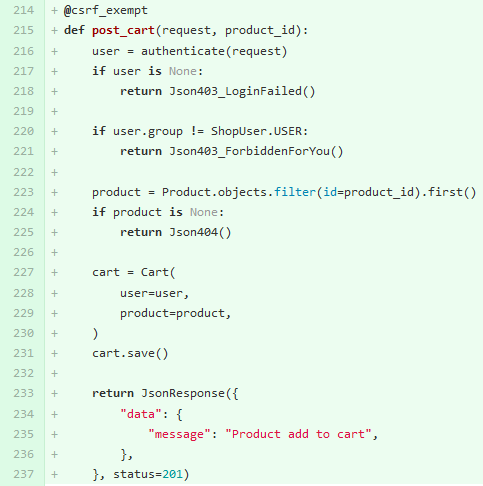 214 + @csrf_exempt
215 + def post_cart(request, product_id):
216 +     user = authenticate(request)
217 +     if user is None:
218 +         return Json403_LoginFailed()
219 +
220 +     if user.group != ShopUser.USER:
221 +         return Json403_ForbiddenForYou()
222 +
223 +     product = Product.objects.filter(id=product_id).first()
224 +     if product is None:
225 +         return Json404()
226 +
227 +     cart = Cart(
228 +         user=user,
229 +         product=product,
230 +     )
231 +     cart.save()
232 +
233 +     return JsonResponse({
234 +         "data": {
235 +             "message": "Product add to cart",
236 +         },
237 +     }, status=201)